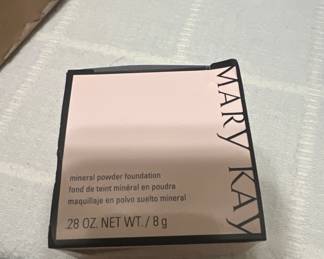 MARY KAY
mineral powder foundation
fond de teint minéral en poudre
maquillaje en polvo suelto mineral
.28 OZ. NET WT. / 8 g